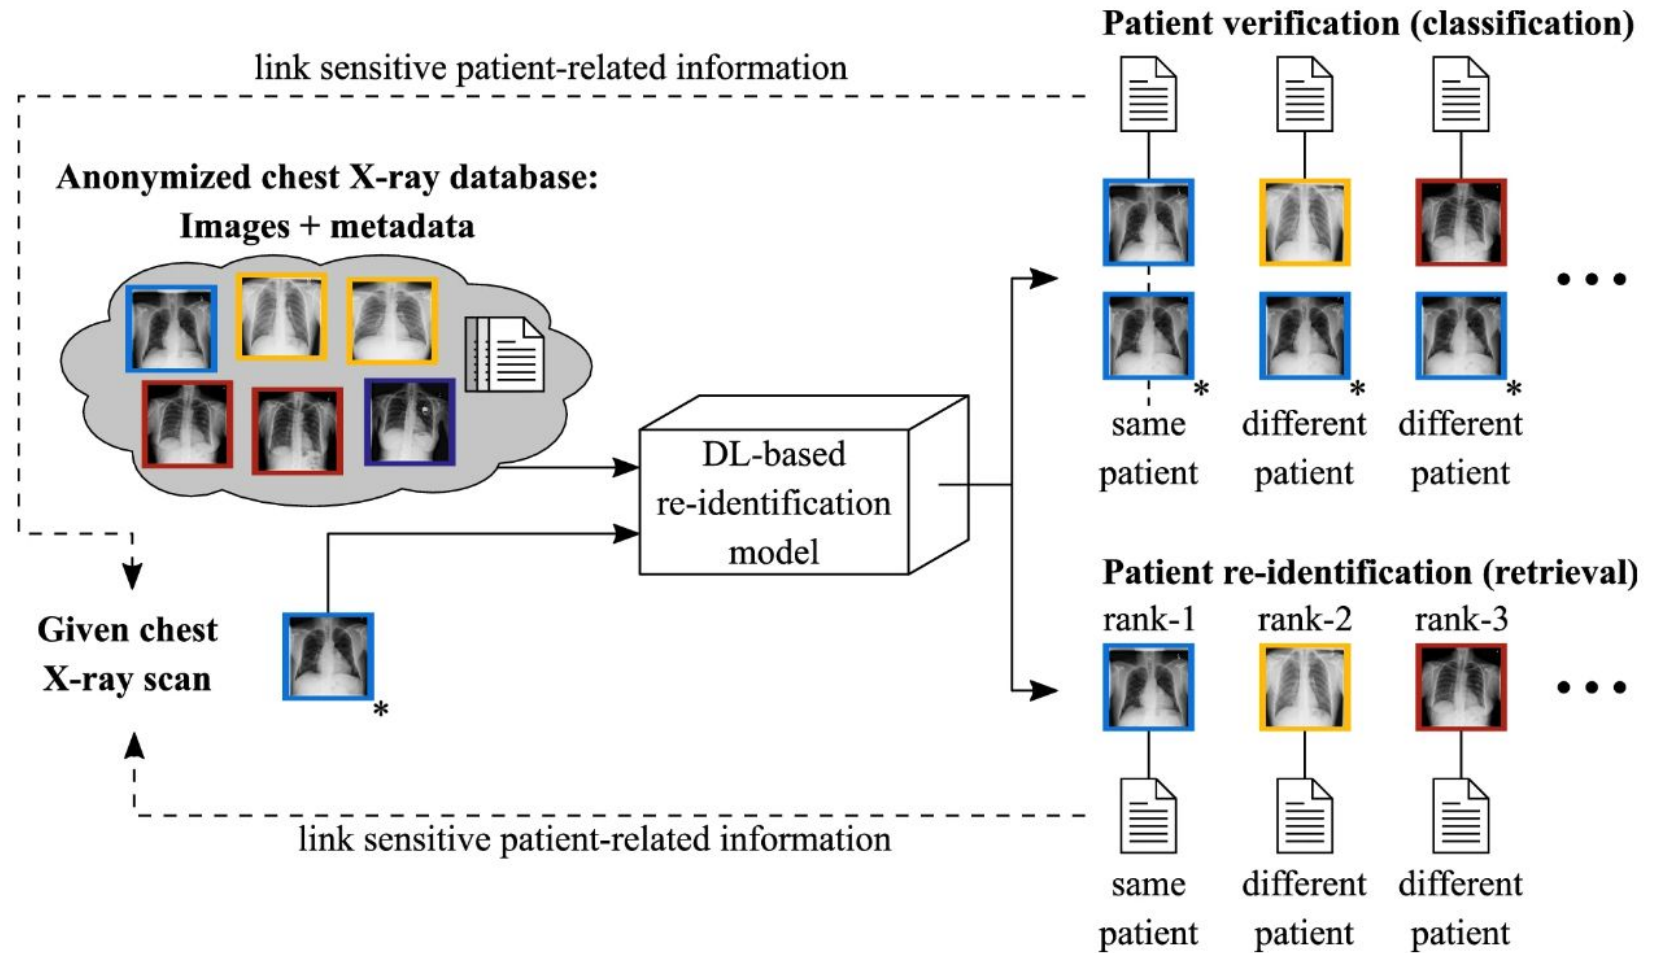 Patient verification (classification)
link sensitive patient-related information
Anonymized chest X-ray database:
Images + metadata
* * *
same different different
patient patient patient
DL-based
re-identification
model
Given chest
X-ray scan
*
Patient re-identification (retrieval)
rank-1 rank-2 rank-3
link sensitive patient-related information
same different different
patient patient patient